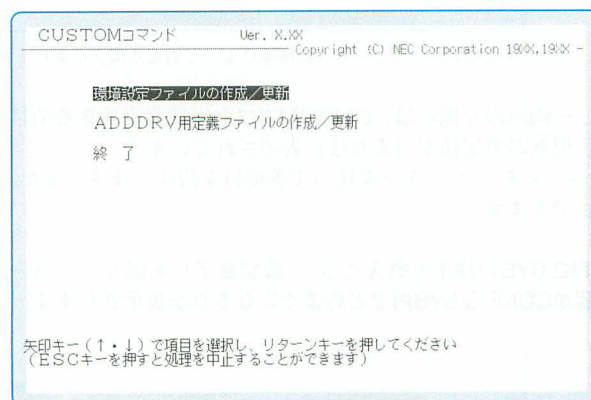 CUSTOMコマンド Ver. X.XX
Copyright (C) NEC Corporation 19XX,19XX
環境設定ファイルの作成/更新
ADDDRV用定義ファイルの作成/更新
終 了
矢印キー(↑・↓)で項目を選択し、リターンキーを押してください
(ESCキーを押すと処理を中止することができます)